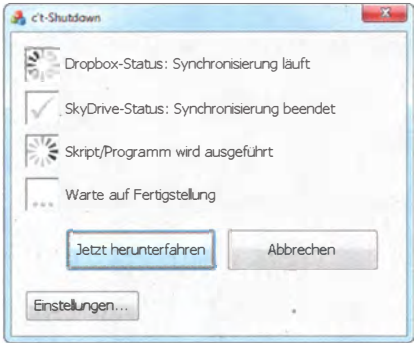 c't-Shutdown
Dropbox-Status: Synchronisierung läuft
SkyDrive-Status: Synchronisierung beendet
Skript/Programm wird ausgeführt
Warte auf Fertigstellung
Jetzt herunterfahren
Abbrechen
Einstellungen...